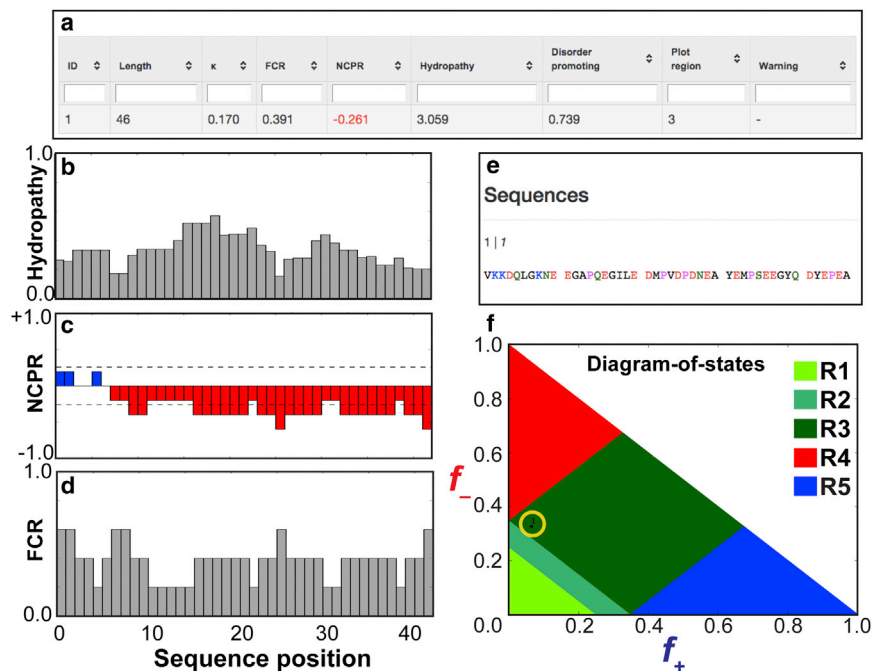 a
ID Length κ FCR NCPR Hydropathy Disorder promoting Plot region Warning
1 46 0.170 0.391 -0.261 3.059 0.739 3 -
b
1.0
Hydropathy
0.0
c
+1.0
NCPR
-1.0
d
1.0
FCR
0.0
0 10 20 30 40
Sequence position
e
Sequences
1 | 1
VKKDQLGKNE EGAPQEGILE DMPVDPDNEA YEMPSEEGYQ DYEPEA
f
Diagram-of-states
1.0
0.8
0.6
0.4
0.2
0.0
f_
0.2 0.4 0.6 0.8 1.0
f+
R1
R2
R3
R4
R5
1